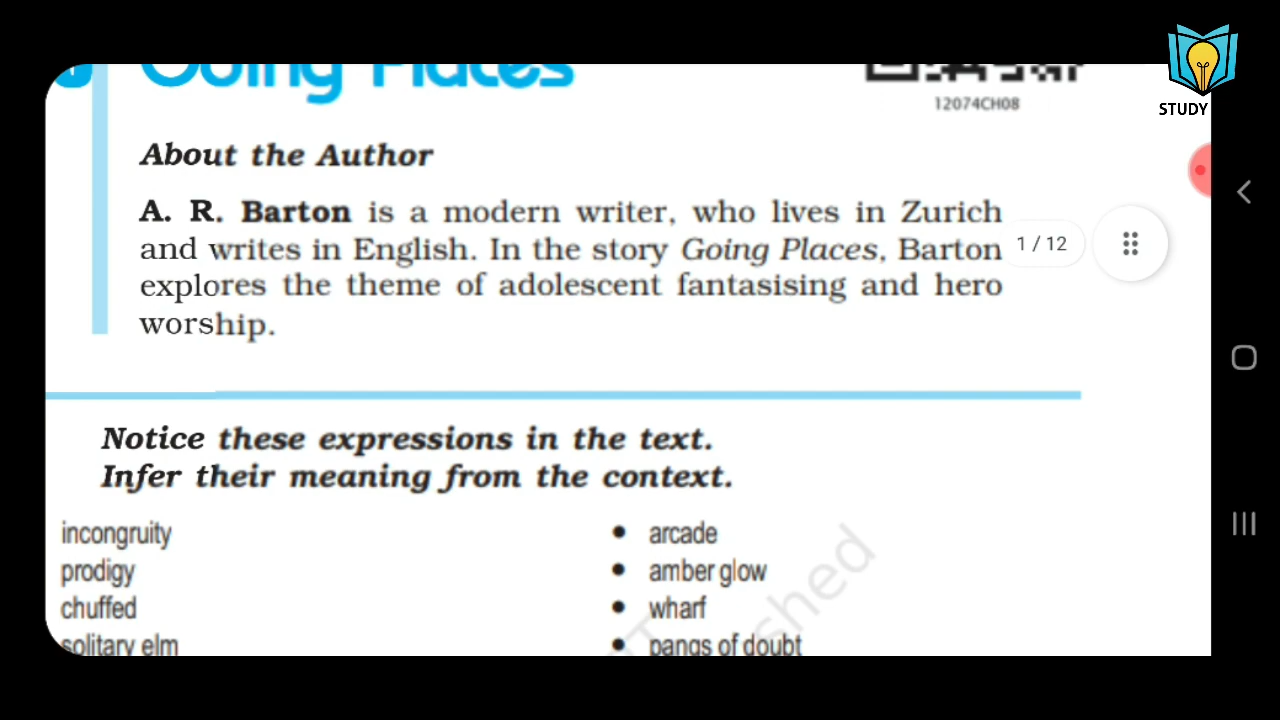 Going Places
12074CH08
STUDY
About the Author
A. R. Barton is a modern writer, who lives in Zurich
and writes in English. In the story Going Places, Barton
explores the theme of adolescent fantasising and hero
worship.
1 / 12
Notice these expressions in the text.
Infer their meaning from the context.
incongruity
prodigy
chuffed
solitary elm
• arcade
• amber glow
• wharf
• pangs of doubt
shed